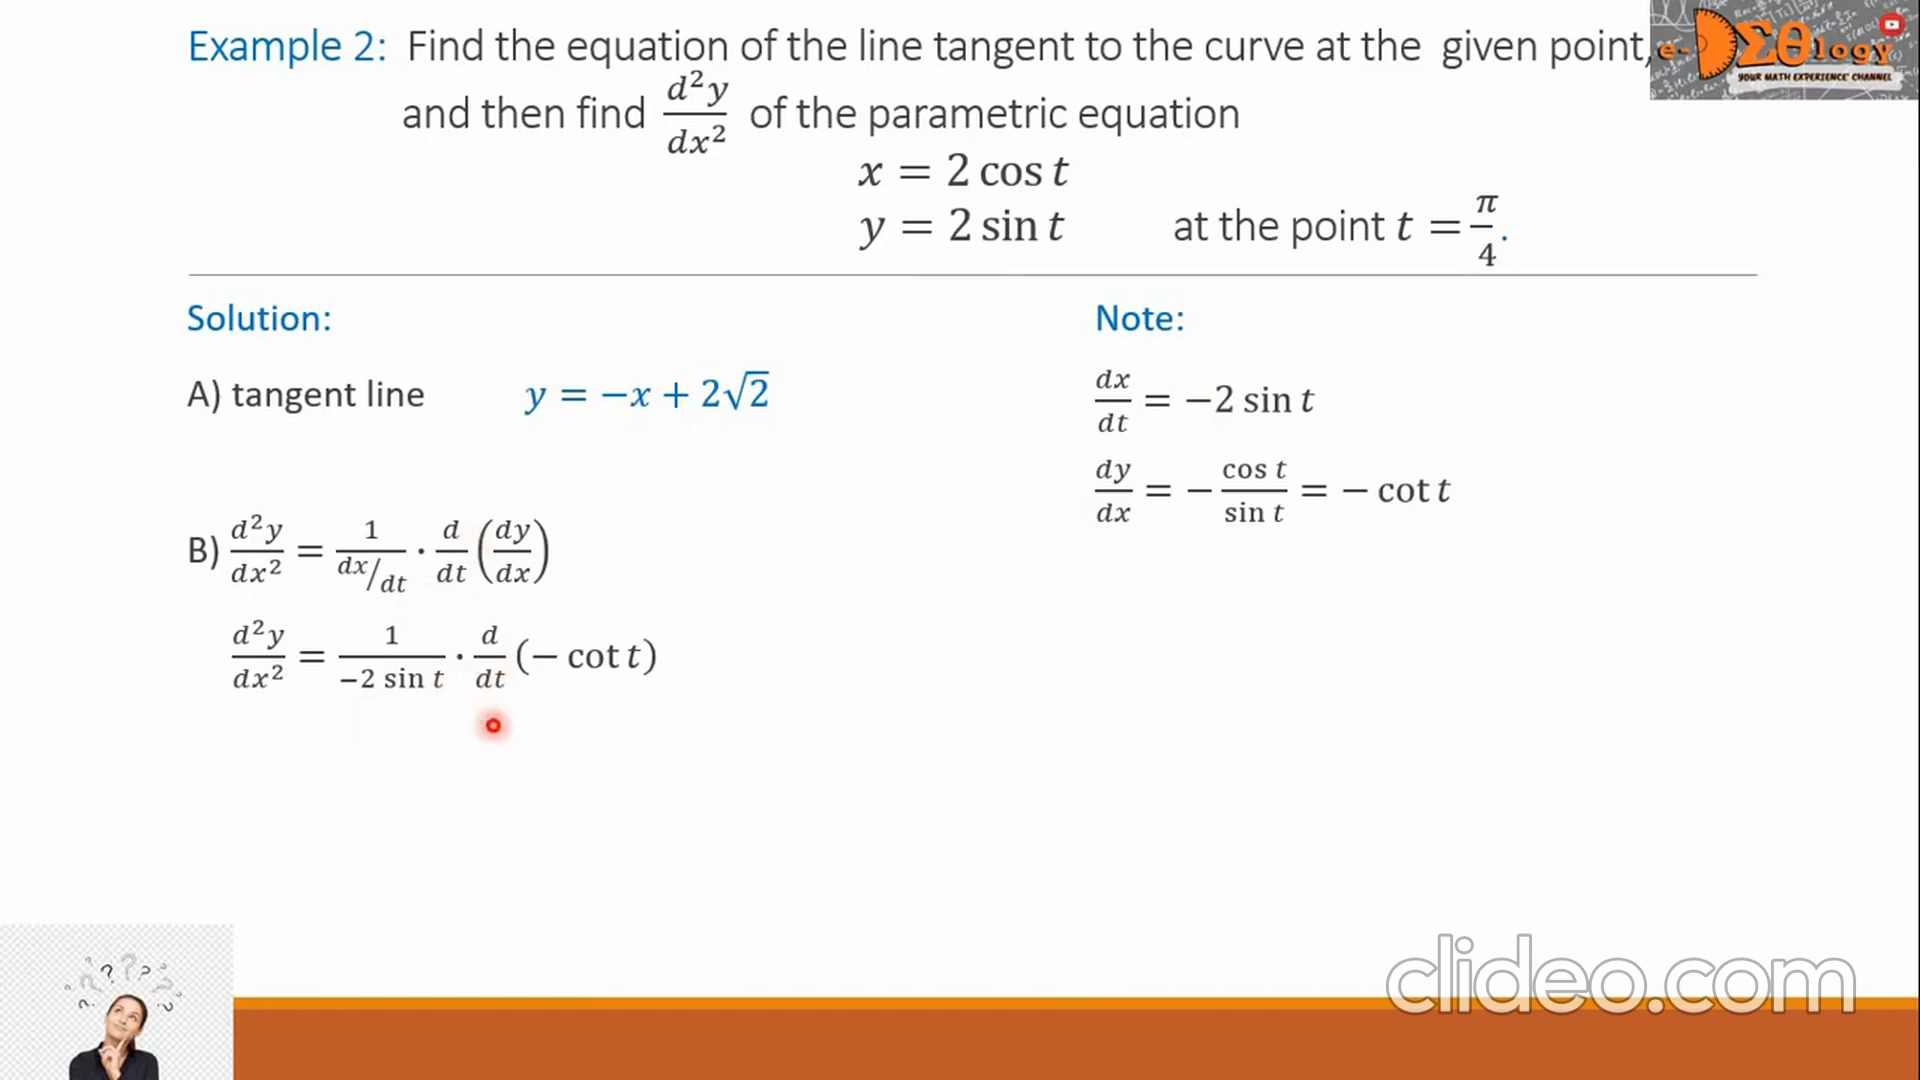 Example 2: Find the equation of the line tangent to the curve at the given point,
and then find d²y/dx² of the parametric equation
x = 2 cos t
y = 2 sin t at the point t = π/4.
Solution:
A) tangent line y = −x + 2√2
B) d²y/dx² = 1/(dx/dt) · d/dt (dy/dx)
d²y/dx² = 1/(−2 sin t) · d/dt (− cot t)
Note:
dx/dt = −2 sin t
dy/dx = − cos t/sin t = − cot t
e-DΣθlogy
YOUR MATH EXPERIENCE' CHANNEL
clideo.com